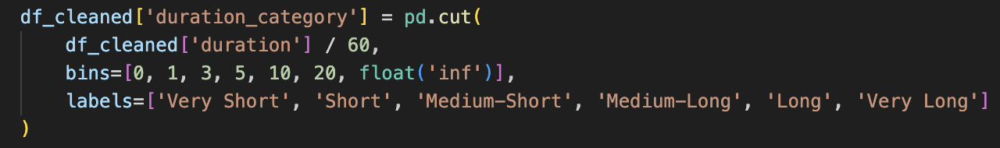 df_cleaned['duration_category'] = pd.cut(
    df_cleaned['duration'] / 60,
    bins=[0, 1, 3, 5, 10, 20, float('inf')],
    labels=['Very Short', 'Short', 'Medium-Short', 'Medium-Long', 'Long', 'Very Long']
)